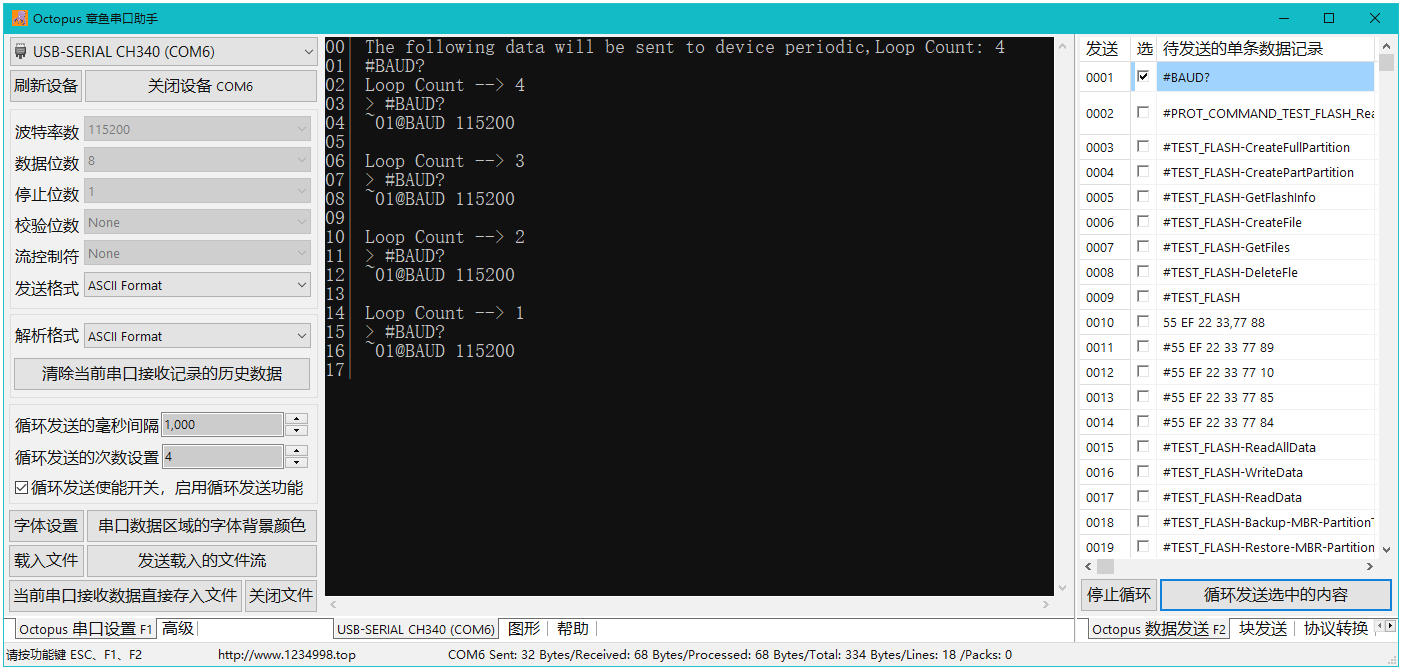 Octopus 章鱼串口助手
USB-SERIAL CH340 (COM6)
刷新设备 关闭设备 COM6
波特率数 115200
数据位数 8
停止位数 1
校验位数 None
流控制符 None
发送格式 ASCII Format
解析格式 ASCII Format
清除当前串口接收记录的历史数据
循环发送的毫秒间隔 1,000
循环发送的次数设置 4
循环发送使能开关，启用循环发送功能
字体设置 串口数据区域的字体背景颜色
载入文件 发送载入的文件流
当前串口接收数据直接存入文件 关闭文件
Octopus 串口设置 F1 高级
00 The following data will be sent to device periodic,Loop Count: 4
01 #BAUD?
02 Loop Count --> 4
03 > #BAUD?
04 ~01@BAUD 115200
05
06 Loop Count --> 3
07 > #BAUD?
08 ~01@BAUD 115200
09
10 Loop Count --> 2
11 > #BAUD?
12 ~01@BAUD 115200
13
14 Loop Count --> 1
15 > #BAUD?
16 ~01@BAUD 115200
17
USB-SERIAL CH340 (COM6) 图形 帮助
发送 选 待发送的单条数据记录
0001 #BAUD?
0002 #PROT_COMMAND_TEST_FLASH_Rea
0003 #TEST_FLASH-CreateFullPartition
0004 #TEST_FLASH-CreatePartPartition
0005 #TEST_FLASH-GetFlashInfo
0006 #TEST_FLASH-CreateFile
0007 #TEST_FLASH-GetFiles
0008 #TEST_FLASH-DeleteFle
0009 #TEST_FLASH
0010 55 EF 22 33,77 88
0011 #55 EF 22 33 77 89
0012 #55 EF 22 33 77 10
0013 #55 EF 22 33 77 85
0014 #55 EF 22 33 77 84
0015 #TEST_FLASH-ReadAllData
0016 #TEST_FLASH-WriteData
0017 #TEST_FLASH-ReadData
0018 #TEST_FLASH-Backup-MBR-PartitionT
0019 #TEST_FLASH-Restore-MBR-Partition
停止循环 循环发送选中的内容
Octopus 数据发送 F2 块发送 协议转换
请按功能键 ESC、F1、F2 http://www.1234998.top COM6 Sent: 32 Bytes/Received: 68 Bytes/Processed: 68 Bytes/Total: 334 Bytes/Lines: 18 /Packs: 0